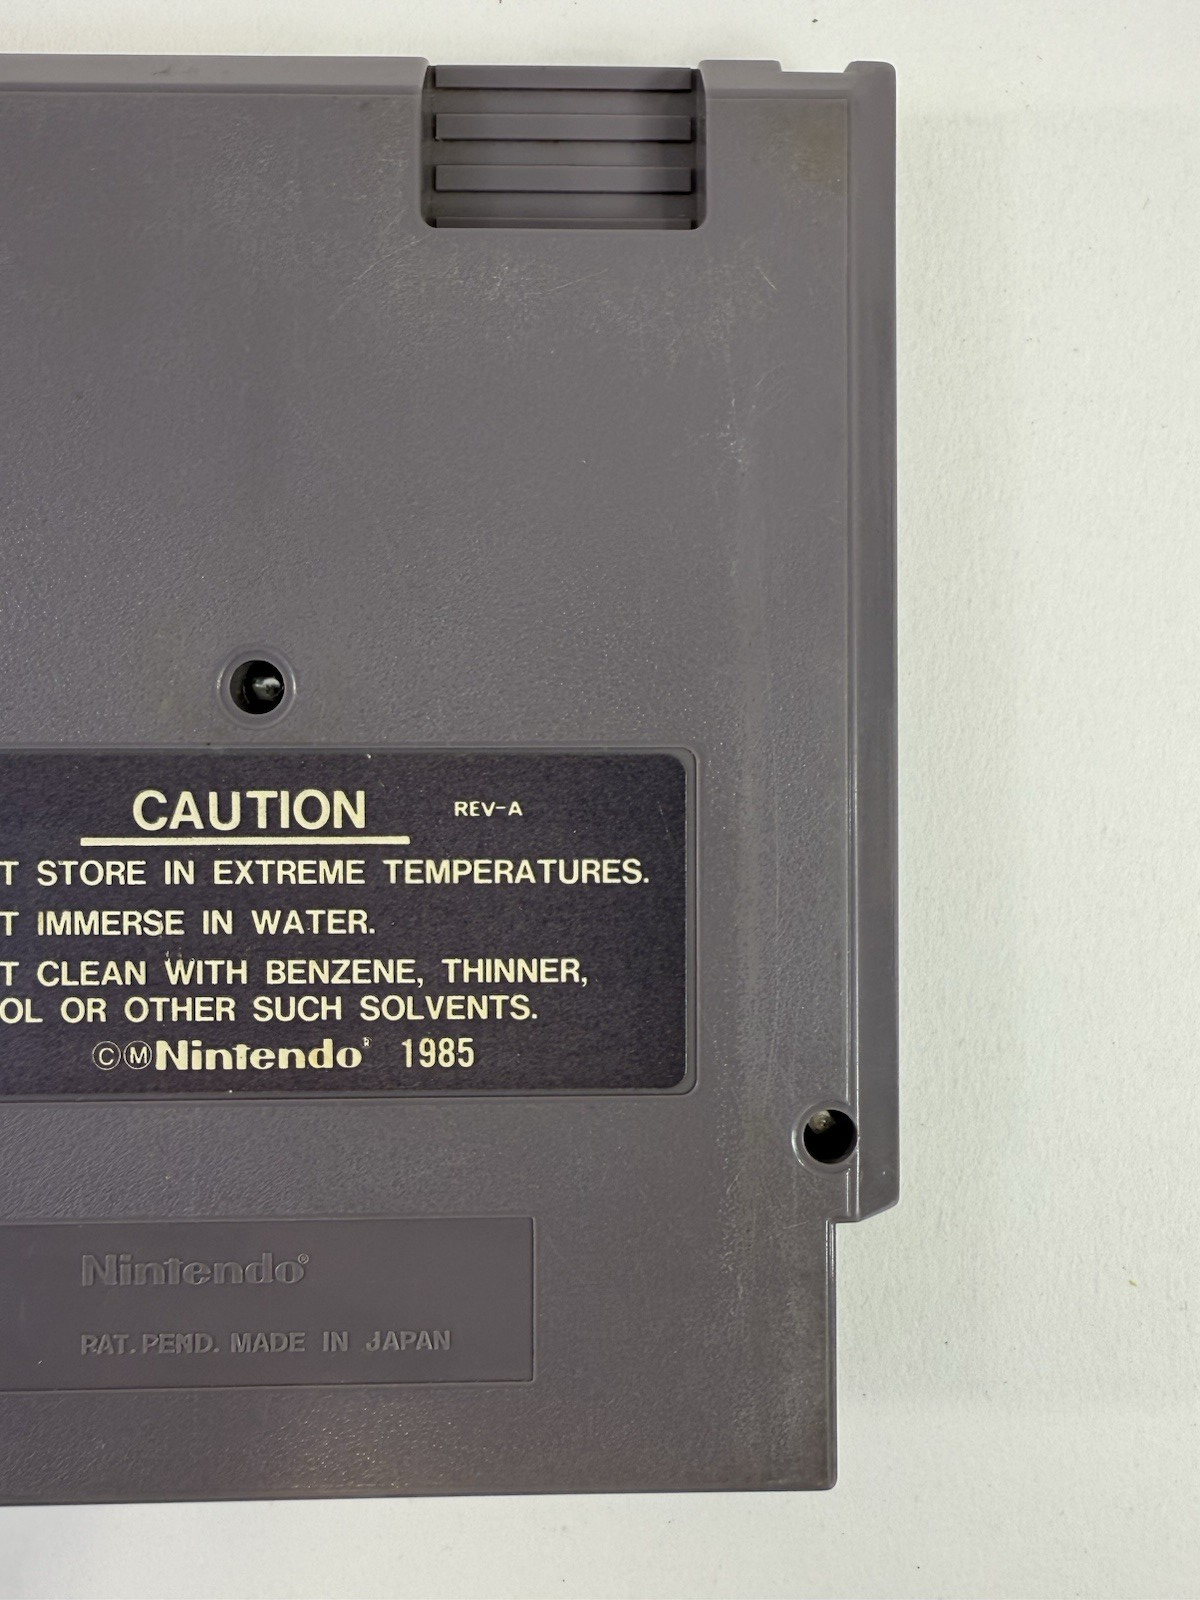 CAUTION REV-A
T STORE IN EXTREME TEMPERATURES.
T IMMERSE IN WATER.
T CLEAN WITH BENZENE, THINNER,
OL OR OTHER SUCH SOLVENTS.
©ⓂNintendo® 1985
Nintendo®
PAT. PEND. MADE IN JAPAN